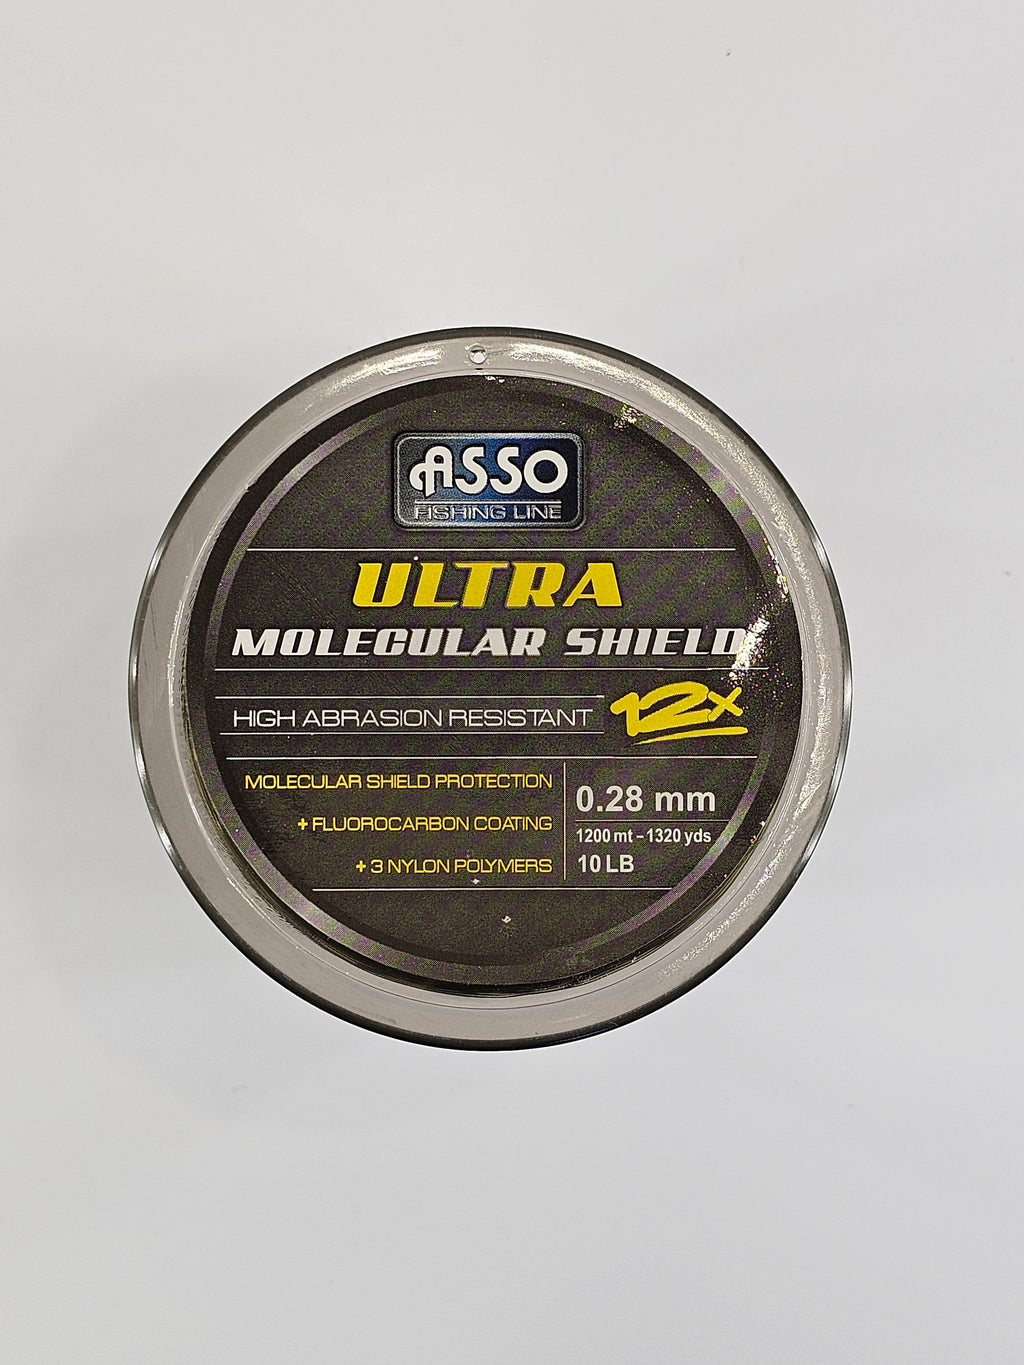 ASSO
FISHING LINE
ULTRA
MOLECULAR SHIELD
HIGH ABRASION RESISTANT 12x
MOLECULAR SHIELD PROTECTION
+ FLUOROCARBON COATING
+ 3 NYLON POLYMERS
0.28 mm
1200 mt - 1320 yds
10 LB